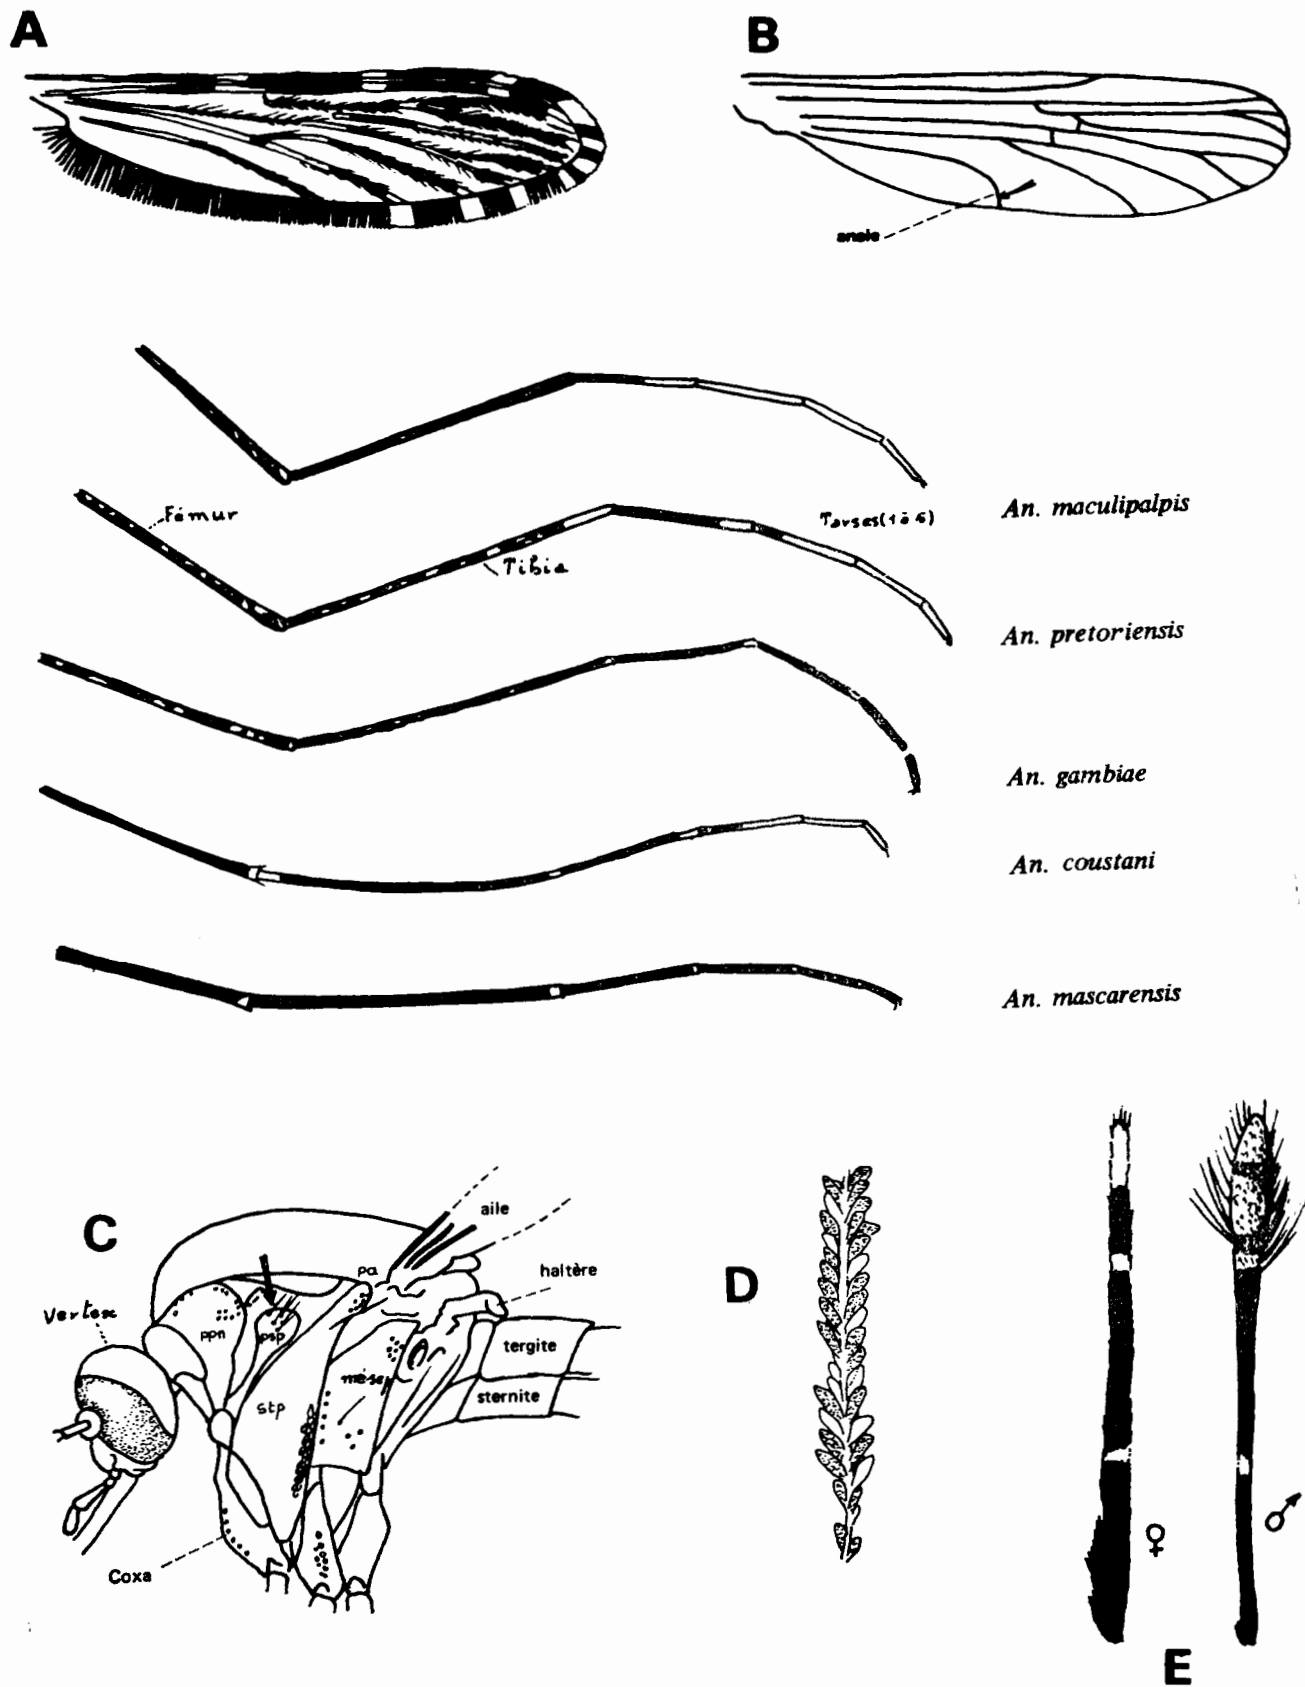 A
B
anale
An. maculipalpis
Fémur
Tarses(1 à 5)
Tibia
An. pretoriensis
An. gambiae
An. coustani
An. mascarensis
C
aile
pa
haltère
Vertex
ppn
psp
tergite
mésep
sternite
stp
Coxa
D
♀
♂
E